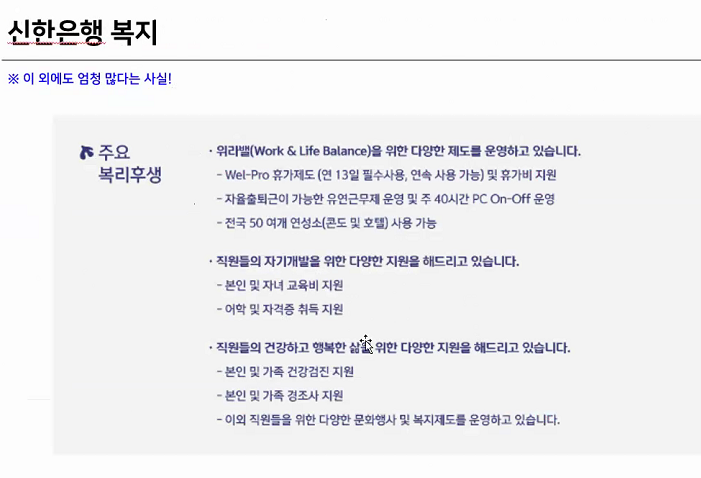 신한은행 복지
※ 이 외에도 엄청 많다는 사실!
주요
복리후생
· 워라밸(Work & Life Balance)을 위한 다양한 제도를 운영하고 있습니다.
- Wel-Pro 휴가제도 (연 13일 필수사용, 연속 사용 가능) 및 휴가비 지원
- 자율출퇴근이 가능한 유연근무제 운영 및 주 40시간 PC On-Off 운영
- 전국 50 여개 연성소(콘도 및 호텔) 사용 가능
· 직원들의 자기개발을 위한 다양한 지원을 해드리고 있습니다.
- 본인 및 자녀 교육비 지원
- 어학 및 자격증 취득 지원
· 직원들의 건강하고 행복한 삶을 위한 다양한 지원을 해드리고 있습니다.
- 본인 및 가족 건강검진 지원
- 본인 및 가족 경조사 지원
- 이외 직원들을 위한 다양한 문화행사 및 복지제도를 운영하고 있습니다.